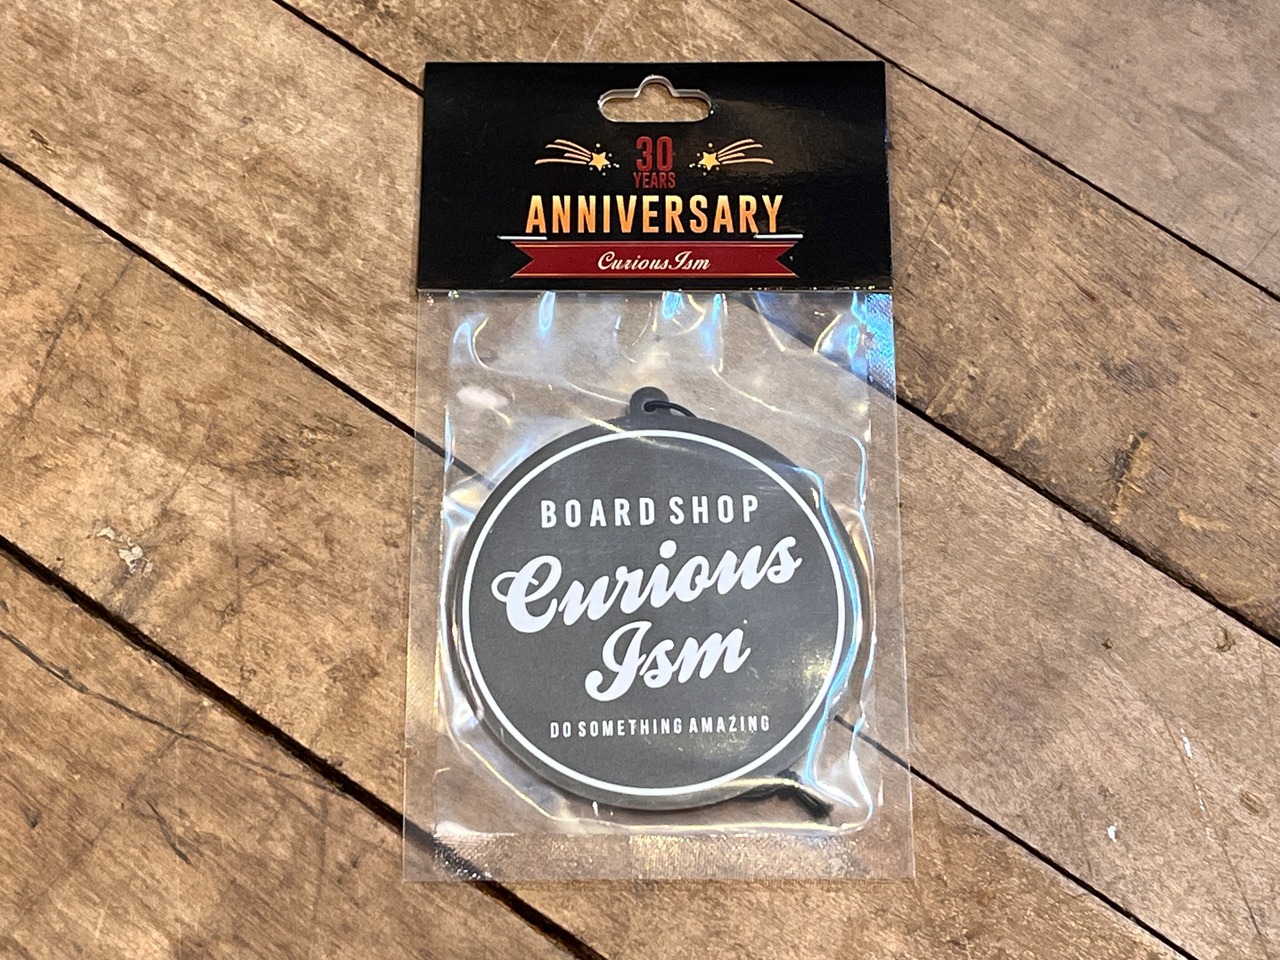 30
YEARS
ANNIVERSARY
CuriousIsm
BOARD SHOP
Curious
Ism
DO SOMETHING AMAZING